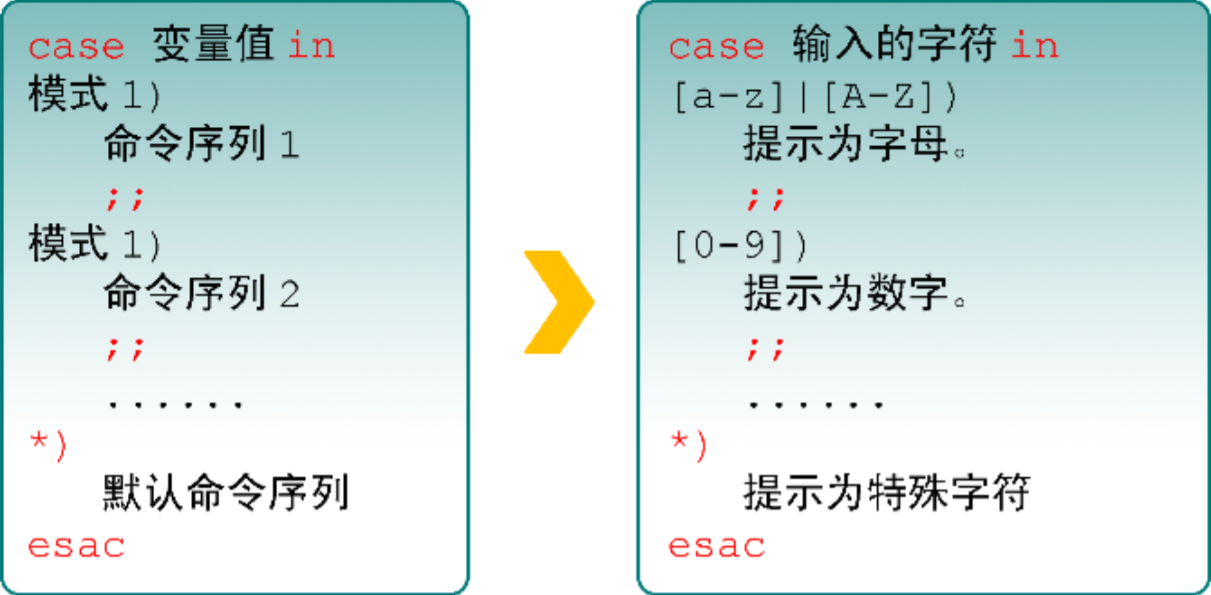 case 变量值 in
模式 1)
命令序列 1
;;
模式 1)
命令序列 2
;;
......
*)
默认命令序列
esac
case 输入的字符 in
[a-z]|[A-Z])
提示为字母。
;;
[0-9])
提示为数字。
;;
......
*)
提示为特殊字符
esac